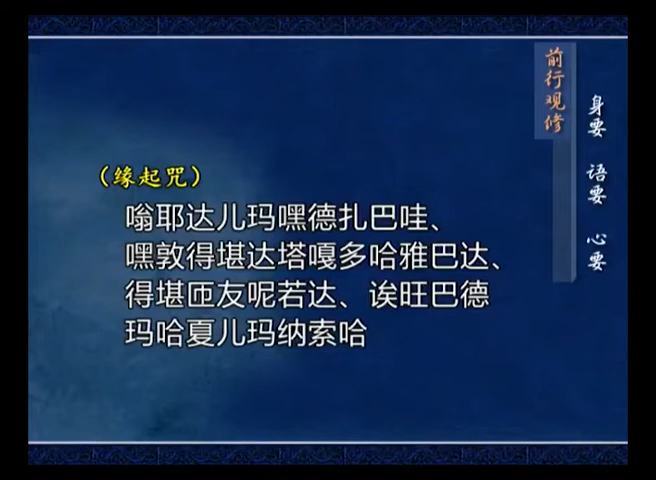 前行观修
身要 语要 心要
（缘起咒）
嗡耶达儿玛嘿德扎巴哇、
嘿敦得堪达塔嘎多哈雅巴达、
得堪匝友呢若达、诶旺巴德
玛哈夏儿玛纳索哈